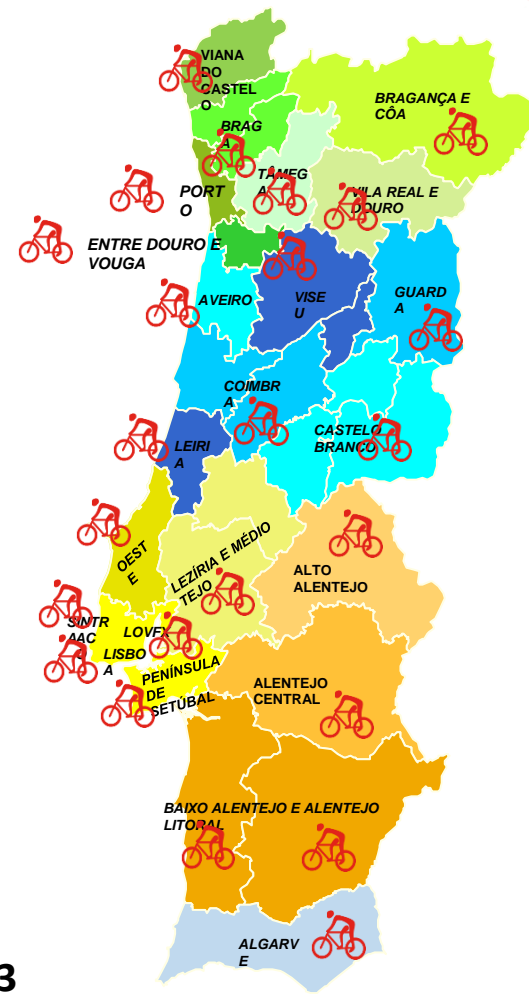 VIANA
DO
CASTEL
O
BRAGANÇA E
CÔA
BRAG
A
TAMEG
A
PORT
O
VILA REAL E
DOURO
ENTRE DOURO E
VOUGA
AVEIRO
VISE
U
GUARD
A
COIMBR
A
LEIRI
A
CASTELO
BRANCO
OEST
E
LEZÍRIA E MÉDIO
TEJO
ALTO
ALENTEJO
SINTR
AAC
O
LOVFX
LISBO
A
PENÍNSULA
DE
SETÚBAL
ALENTEJO
CENTRAL
BAIXO ALENTEJO E ALENTEJO
LITORAL
ALGARV
E
3